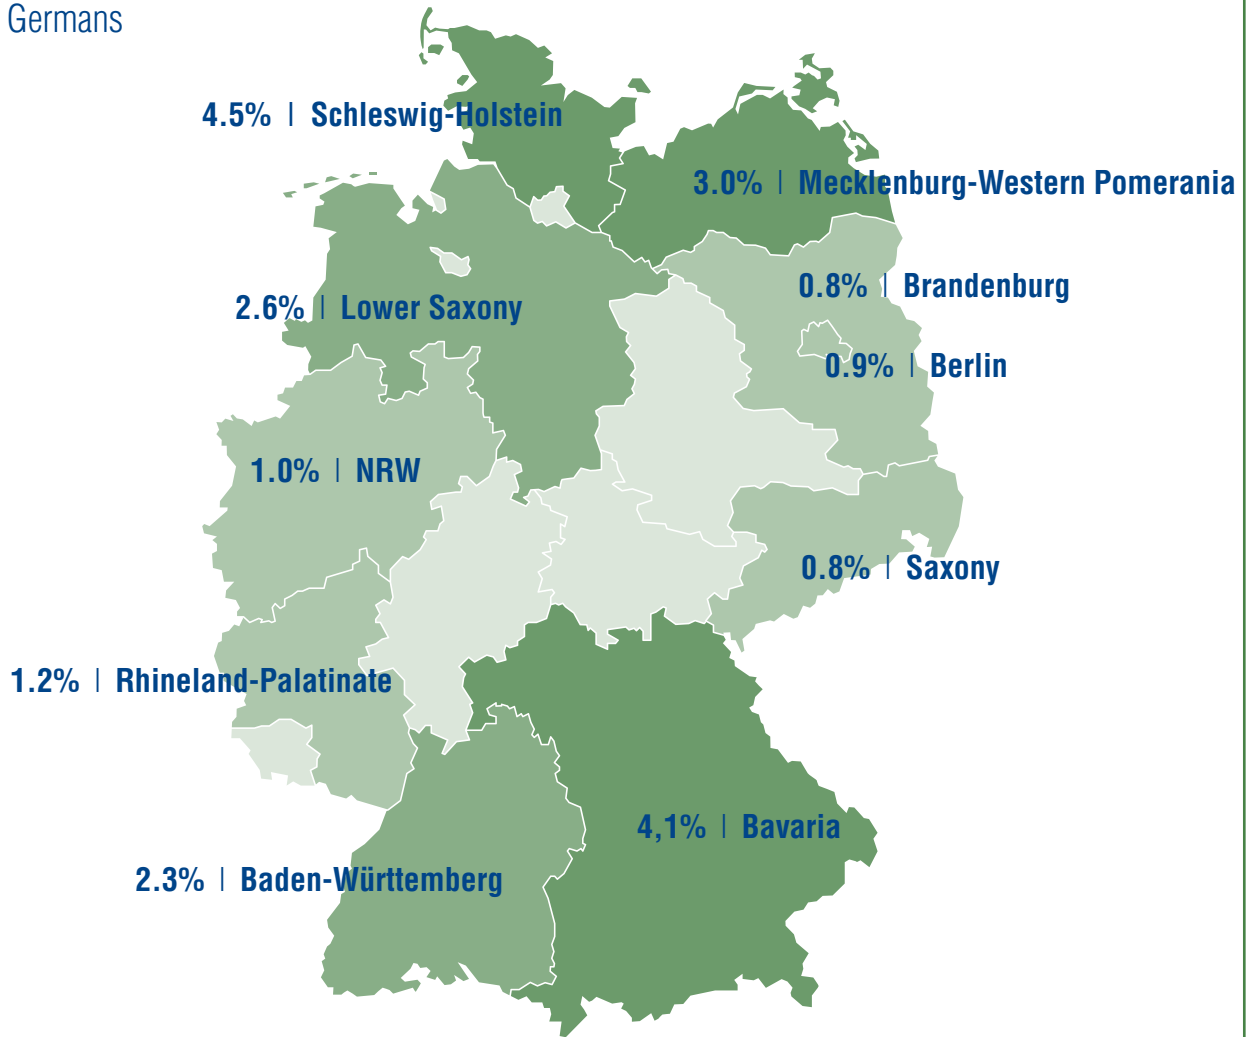 Germans
4.5% | Schleswig-Holstein
3.0% | Mecklenburg-Western Pomerania
0.8% | Brandenburg
2.6% | Lower Saxony
0.9% | Berlin
1.0% | NRW
0.8% | Saxony
1.2% | Rhineland-Palatinate
4,1% | Bavaria
2.3% | Baden-Württemberg